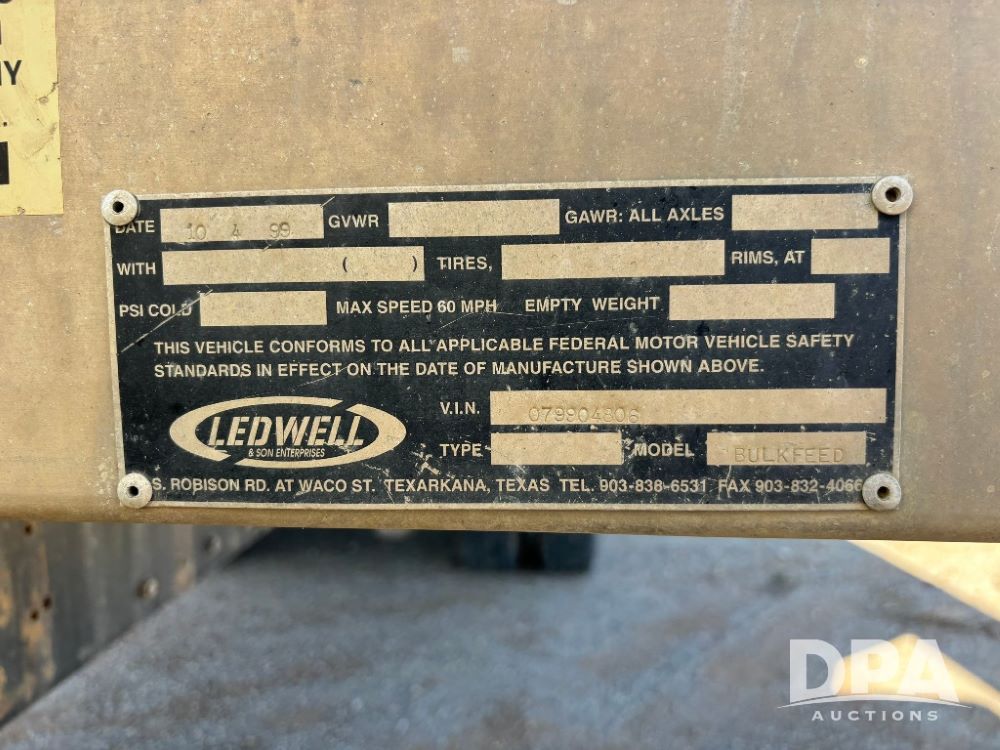 NY
DATE 10 4 99 GVWR GAWR: ALL AXLES
WITH ( ) TIRES, RIMS, AT
PSI COLD MAX SPEED 60 MPH EMPTY WEIGHT
THIS VEHICLE CONFORMS TO ALL APPLICABLE FEDERAL MOTOR VEHICLE SAFETY
STANDARDS IN EFFECT ON THE DATE OF MANUFACTURE SHOWN ABOVE.
LEDWELL
& SON ENTERPRISES
V.I.N. 079904806
TYPE MODEL BULKFEED
S. ROBISON RD. AT WACO ST. TEXARKANA, TEXAS TEL. 903-838-6531 FAX 903-832-4066
DPA
AUCTIONS